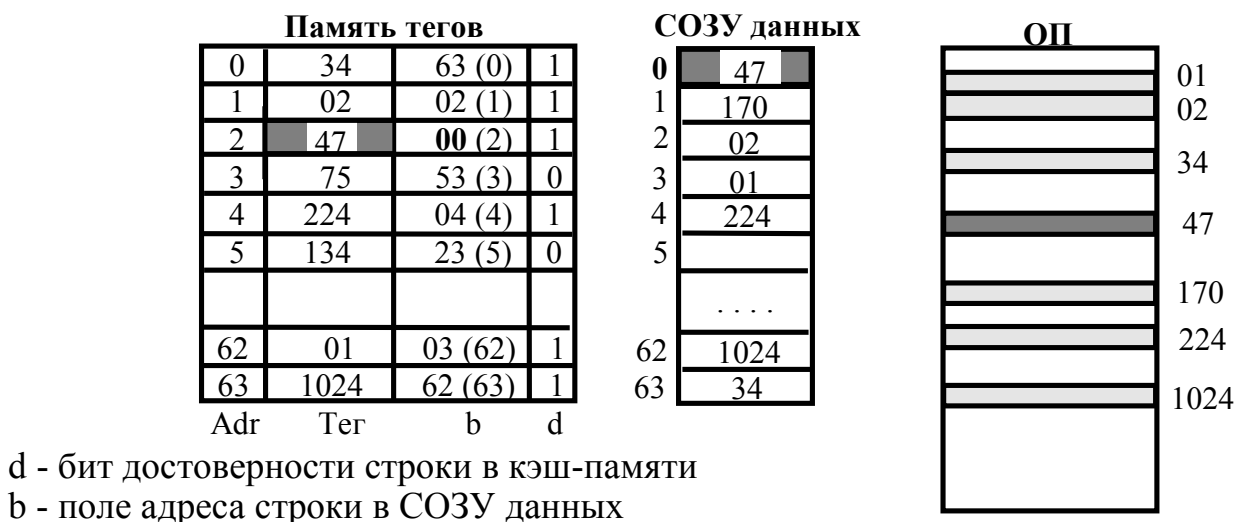 Память тегов СОЗУ данных ОП
0 34 63 (0) 1 0 47 01
1 02 02 (1) 1 1 170 02
2 47 00 (2) 1 2 02 34
3 75 53 (3) 0 3 01
4 224 04 (4) 1 4 224 47
5 134 23 (5) 0 5
. . . . 170
62 01 03 (62) 1 62 1024 224
63 1024 62 (63) 1 63 34 1024
Adr Тег b d
d - бит достоверности строки в кэш-памяти
b - поле адреса строки в СОЗУ данных